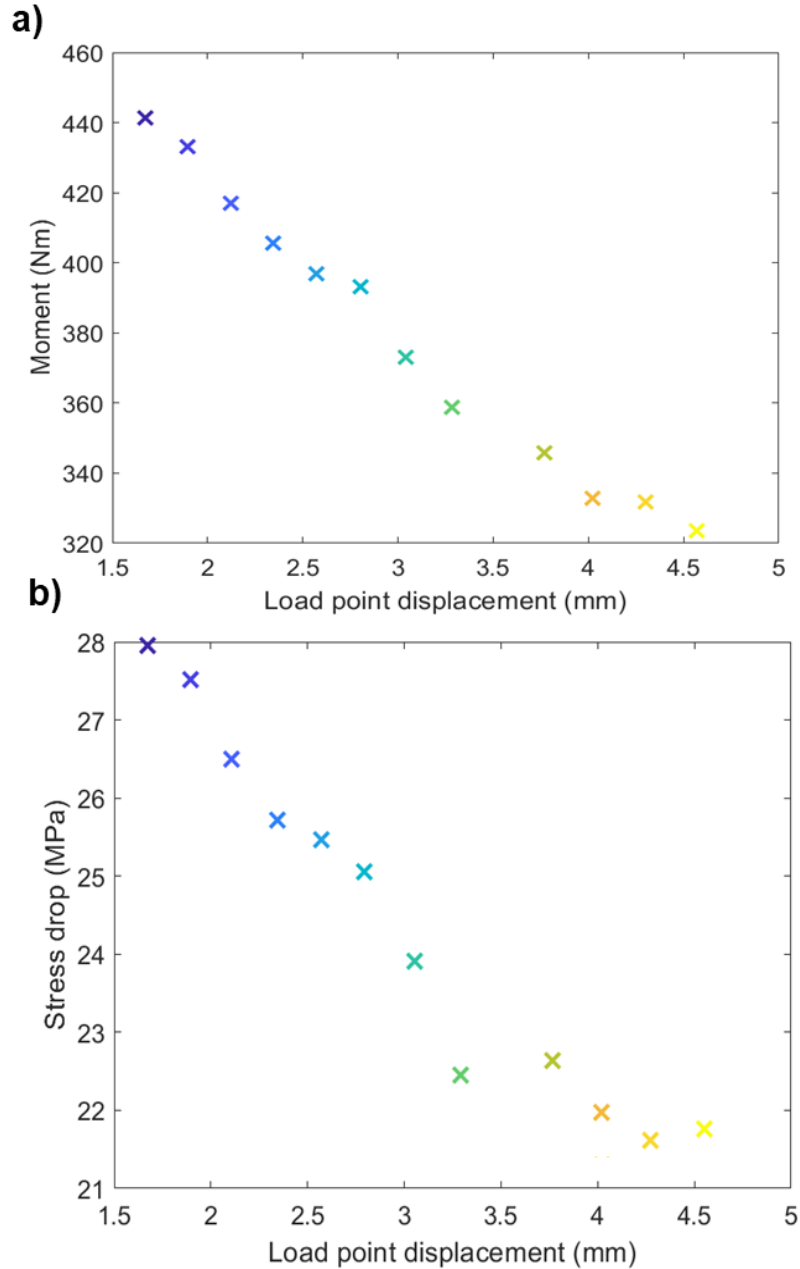 a)
460
440
420
400
380
360
340
320
Moment (Nm)
1.5 2 2.5 3 3.5 4 4.5 5
Load point displacement (mm)
b)
28
27
26
25
24
23
22
21
Stress drop (MPa)
1.5 2 2.5 3 3.5 4 4.5 5
Load point displacement (mm)